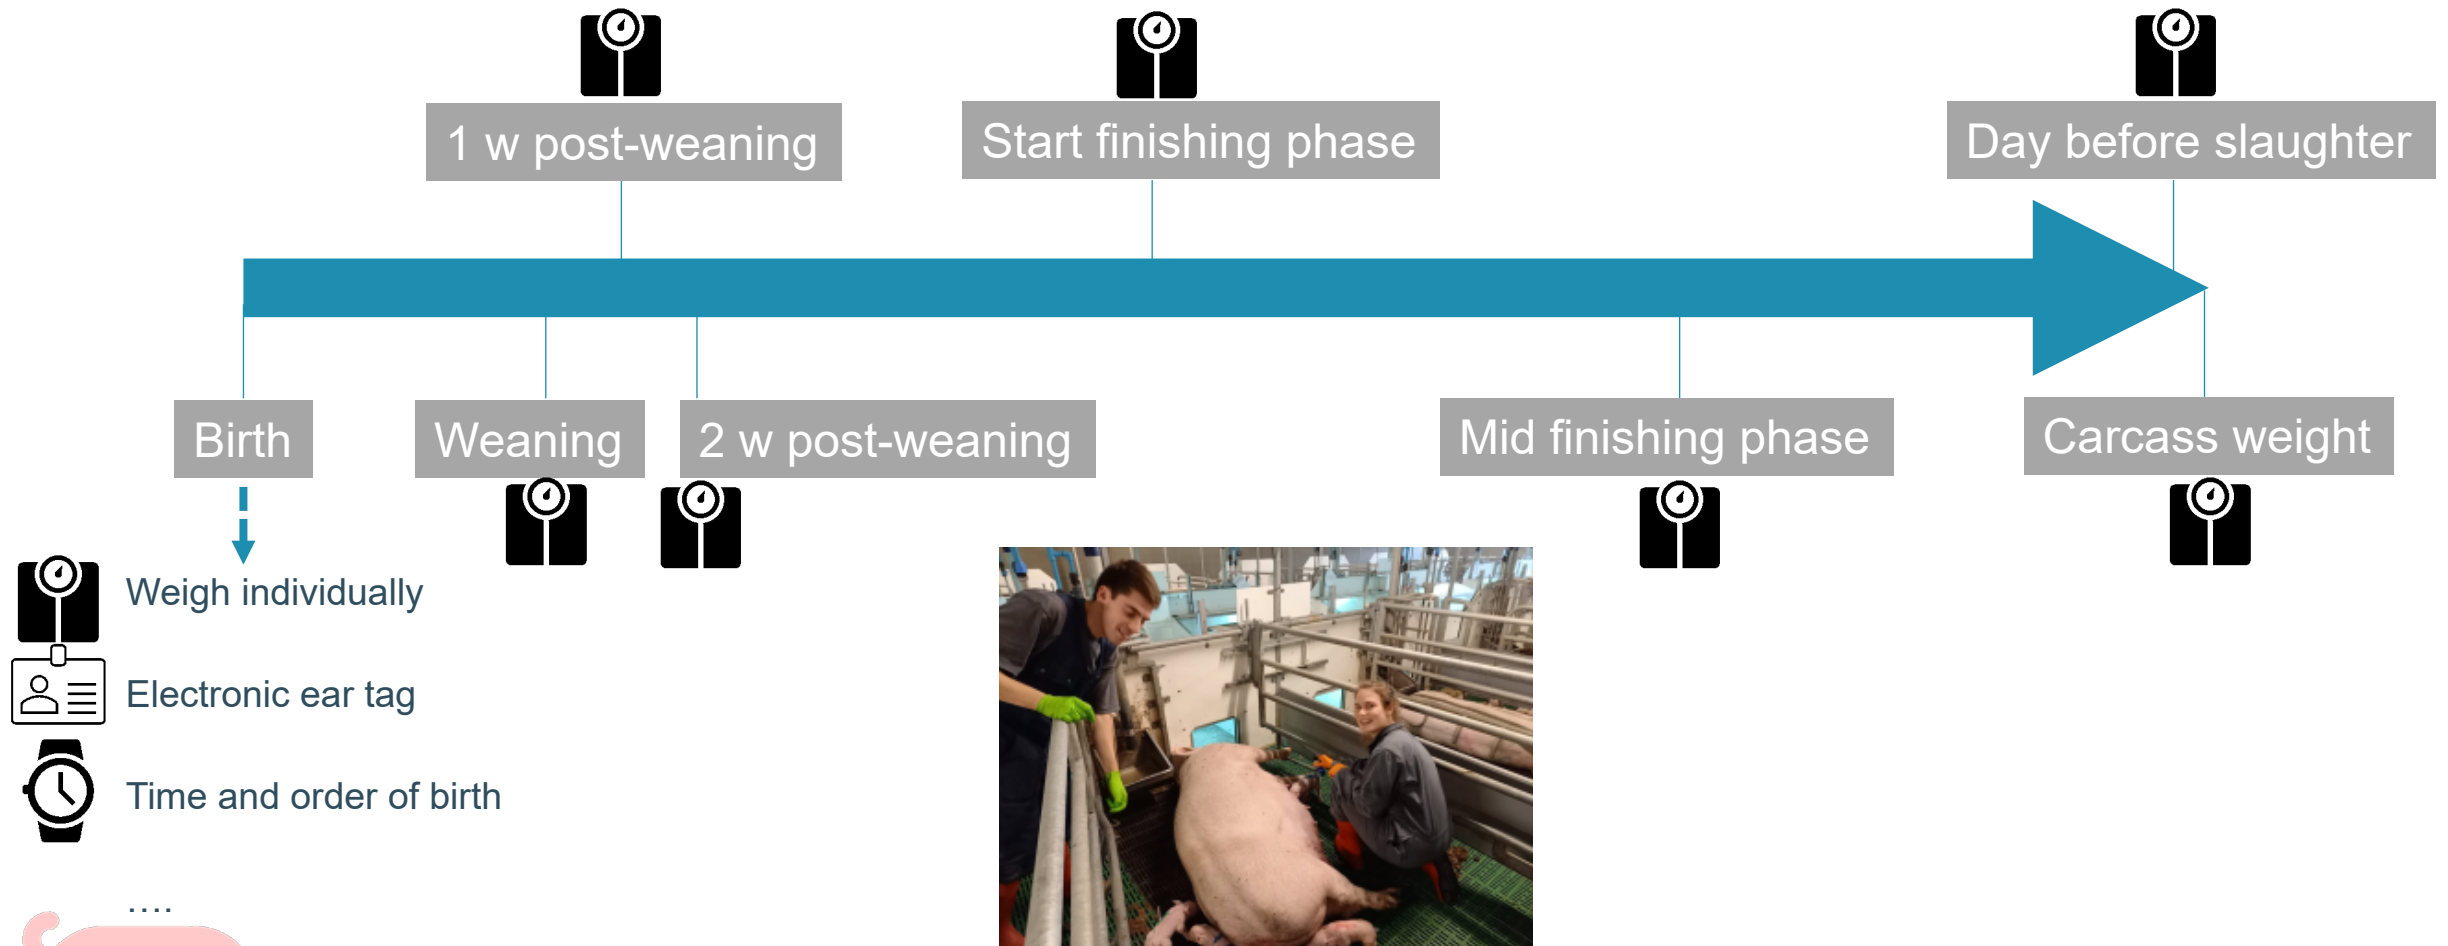 1 w post-weaning
Start finishing phase
Day before slaughter
Birth
Weaning
2 w post-weaning
Mid finishing phase
Carcass weight
Weigh individually
Electronic ear tag
Time and order of birth
....